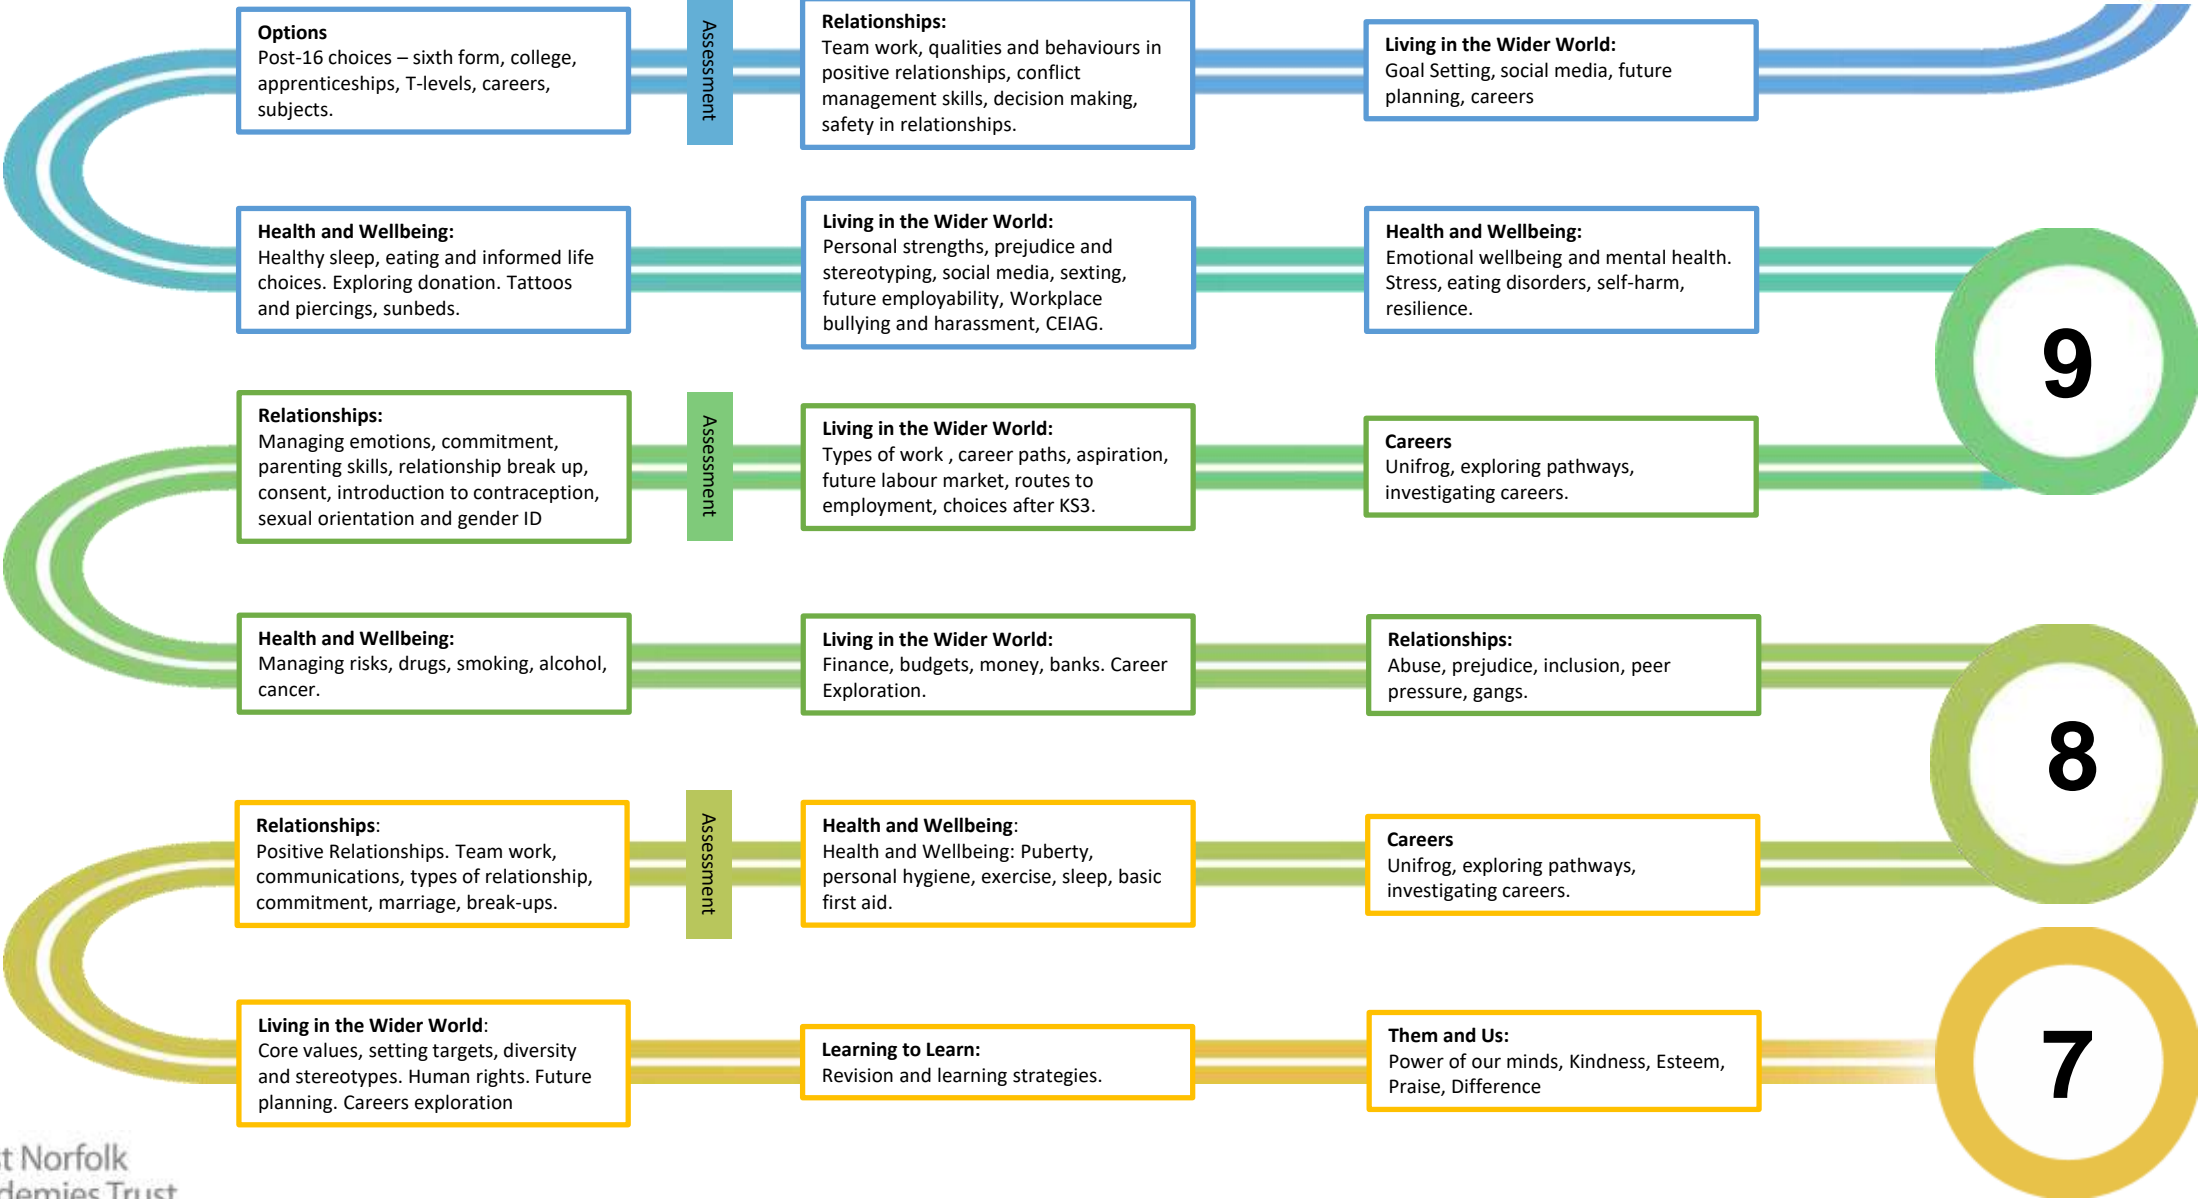 Options
Post-16 choices – sixth form, college,
apprenticeships, T-levels, careers,
subjects.
Assessment
Relationships:
Team work, qualities and behaviours in
positive relationships, conflict
management skills, decision making,
safety in relationships.
Living in the Wider World:
Goal Setting, social media, future
planning, careers
Health and Wellbeing:
Healthy sleep, eating and informed life
choices. Exploring donation. Tattoos
and piercings, sunbeds.
Living in the Wider World:
Personal strengths, prejudice and
stereotyping, social media, sexting,
future employability, Workplace
bullying and harassment, CEIAG.
Health and Wellbeing:
Emotional wellbeing and mental health.
Stress, eating disorders, self-harm,
resilience.
9
Relationships:
Managing emotions, commitment,
parenting skills, relationship break up,
consent, introduction to contraception,
sexual orientation and gender ID
Assessment
Living in the Wider World:
Types of work , career paths, aspiration,
future labour market, routes to
employment, choices after KS3.
Careers
Unifrog, exploring pathways,
investigating careers.
Health and Wellbeing:
Managing risks, drugs, smoking, alcohol,
cancer.
Living in the Wider World:
Finance, budgets, money, banks. Career
Exploration.
Relationships:
Abuse, prejudice, inclusion, peer
pressure, gangs.
8
Relationships:
Positive Relationships. Team work,
communications, types of relationship,
commitment, marriage, break-ups.
Assessment
Health and Wellbeing:
Health and Wellbeing: Puberty,
personal hygiene, exercise, sleep, basic
first aid.
Careers
Unifrog, exploring pathways,
investigating careers.
Living in the Wider World:
Core values, setting targets, diversity
and stereotypes. Human rights. Future
planning. Careers exploration
Learning to Learn:
Revision and learning strategies.
Them and Us:
Power of our minds, Kindness, Esteem,
Praise, Difference
7
t Norfolk
demies Trust